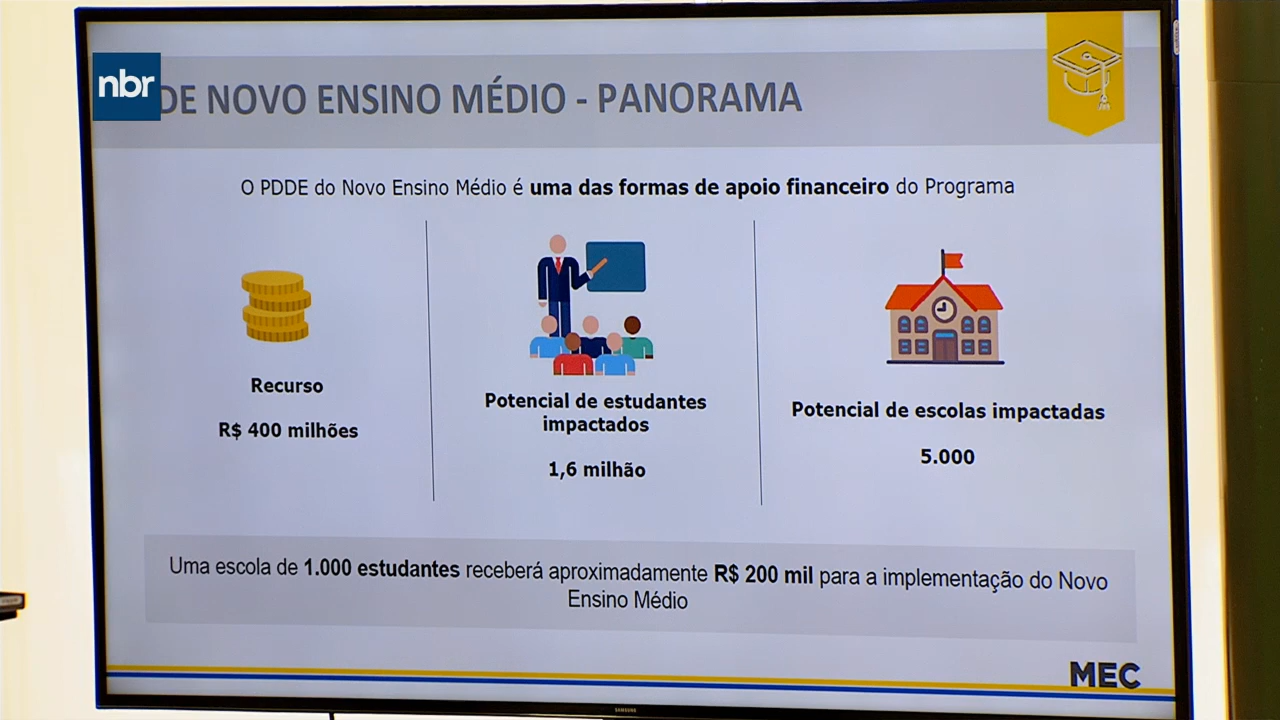 nbr
DE NOVO ENSINO MÉDIO - PANORAMA
O PDDE do Novo Ensino Médio é uma das formas de apoio financeiro do Programa
Recurso
R$ 400 milhões
Potencial de estudantes
impactados
1,6 milhão
Potencial de escolas impactadas
5.000
Uma escola de 1.000 estudantes receberá aproximadamente R$ 200 mil para a implementação do Novo
Ensino Médio
MEC
SAMSUNG